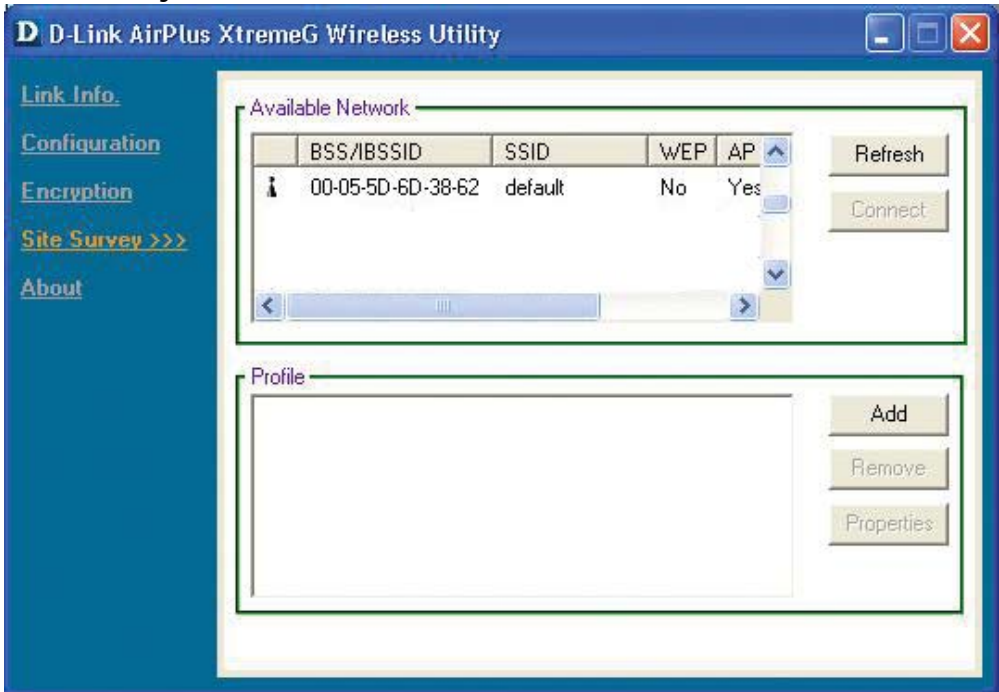 D D-Link AirPlus XtremeG Wireless Utility
Link Info.
Configuration
Encryption
Site Survey >>>
About
Available Network
BSS/IBSSID SSID WEP AP
00-05-5D-6D-38-62 default No Yes
Refresh
Connect
Profile
Add
Remove
Properties